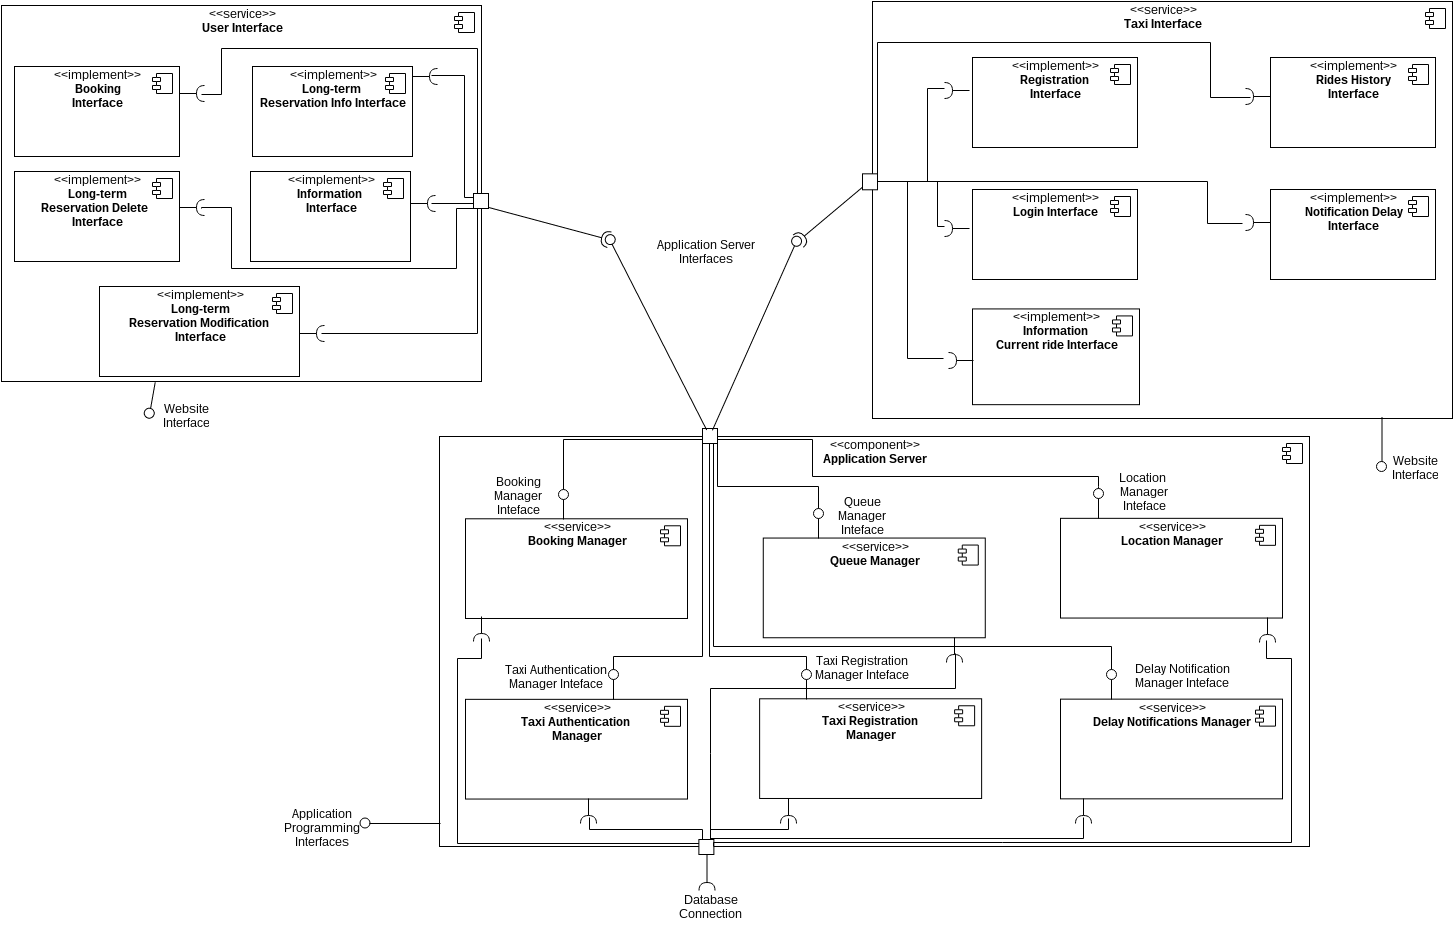 <<service>>
User Interface
<<implement>>
Booking
Interface
<<implement>>
Long-term
Reservation Info Interface
<<implement>>
Long-term
Reservation Delete
Interface
<<implement>>
Information
Interface
<<implement>>
Long-term
Reservation Modification
Interface
Website
Interface
Application Server
Interfaces
<<service>>
Taxi Interface
<<implement>>
Registration
Interface
<<implement>>
Rides History
Interface
<<implement>>
Login Interface
<<implement>>
Notification Delay
Interface
<<implement>>
Information
Current ride Interface
Website
Interface
<<component>>
Application Server
Booking
Manager
Inteface
<<service>>
Booking Manager
Queue
Manager
Inteface
<<service>>
Queue Manager
Location
Manager
Inteface
<<service>>
Location Manager
Taxi Authentication
Manager Inteface
<<service>>
Taxi Authentication
Manager
Taxi Registration
Manager Inteface
<<service>>
Taxi Registration
Manager
Delay Notification
Manager Inteface
<<service>>
Delay Notifications Manager
Application
Programming
Interfaces
Database
Connection